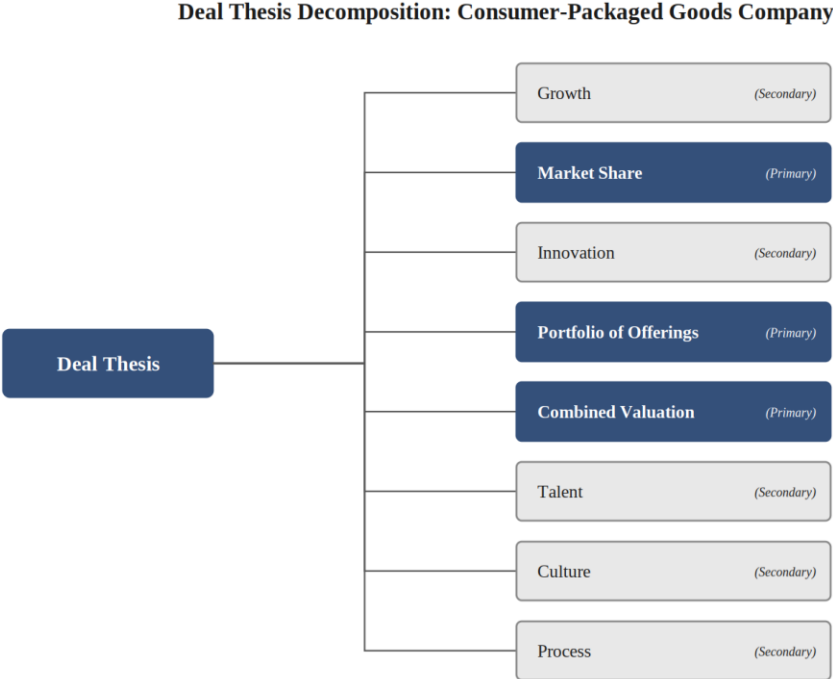 Deal Thesis Decomposition: Consumer-Packaged Goods Company
Growth (Secondary)
Market Share (Primary)
Innovation (Secondary)
Portfolio of Offerings (Primary)
Deal Thesis
Combined Valuation (Primary)
Talent (Secondary)
Culture (Secondary)
Process (Secondary)